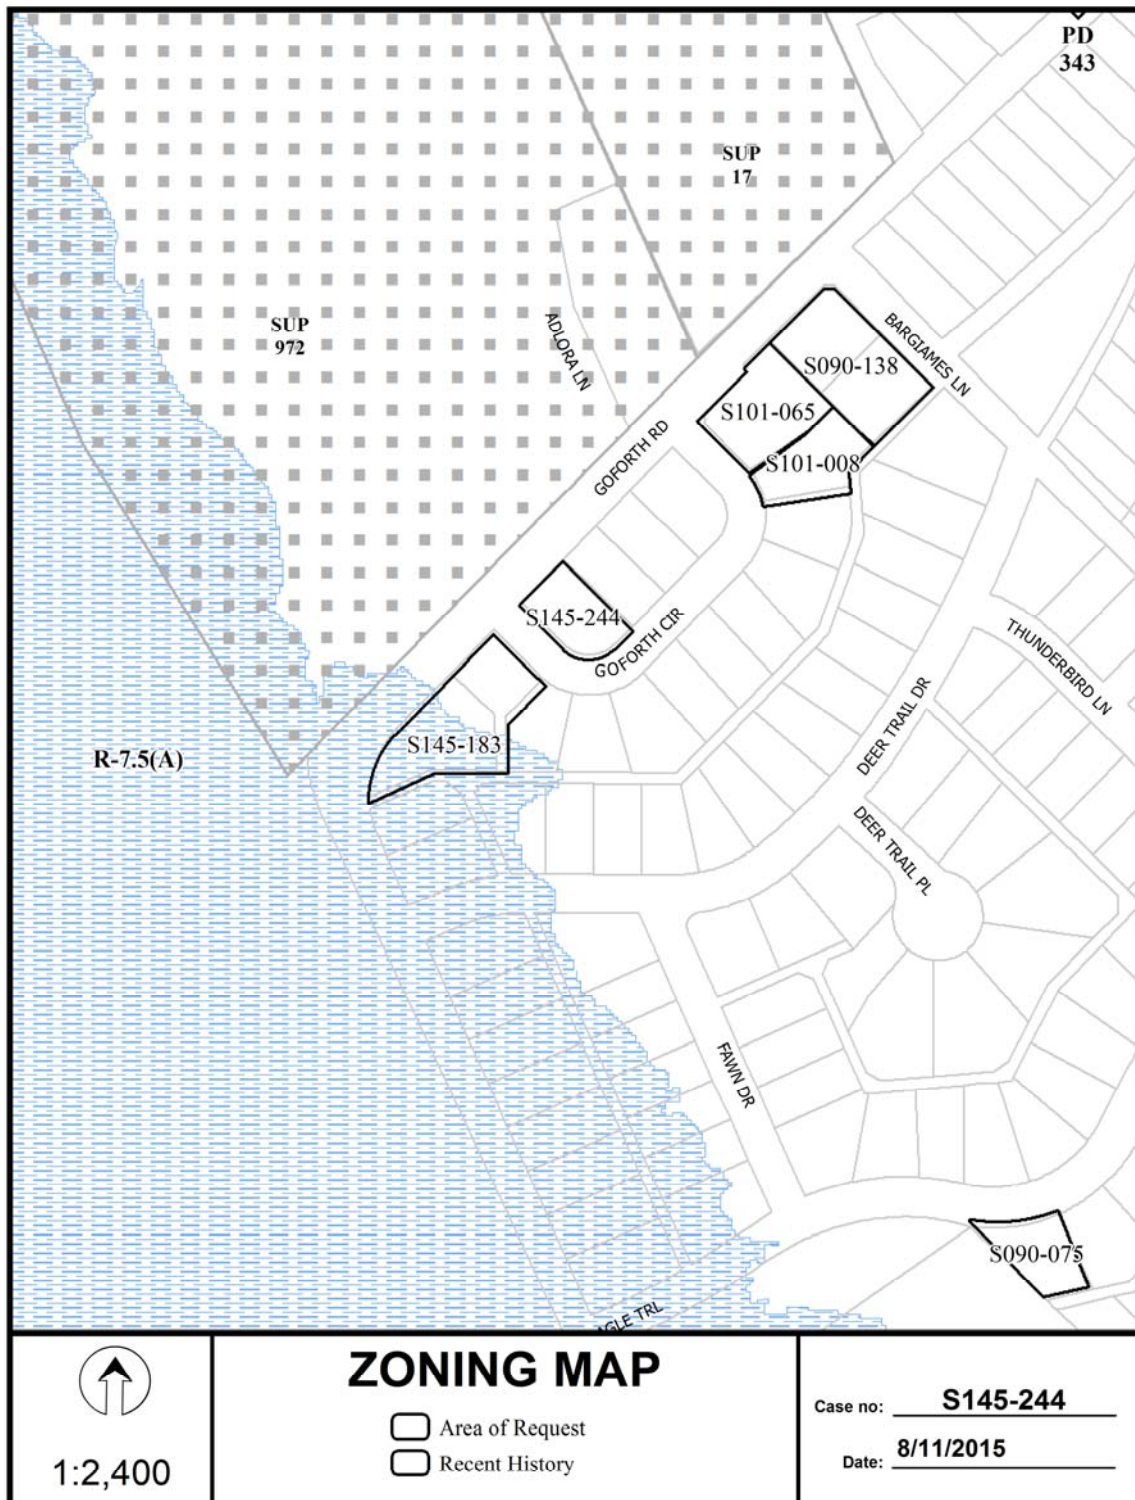 PD
343
SUP
17
SUP
972
ADLORA LN
BARGIAMES LN
S090-138
S101-065
S101-008
GOFORTH RD
S145-244
GOFORTH CIR
THUNDERBIRD LN
DEER TRAIL DR
S145-183
R-7.5(A)
DEER TRAIL PL
FAWN DR
S090-075
AGLE TRL
ZONING MAP
1:2,400
Area of Request
Recent History
Case no: S145-244
Date: 8/11/2015